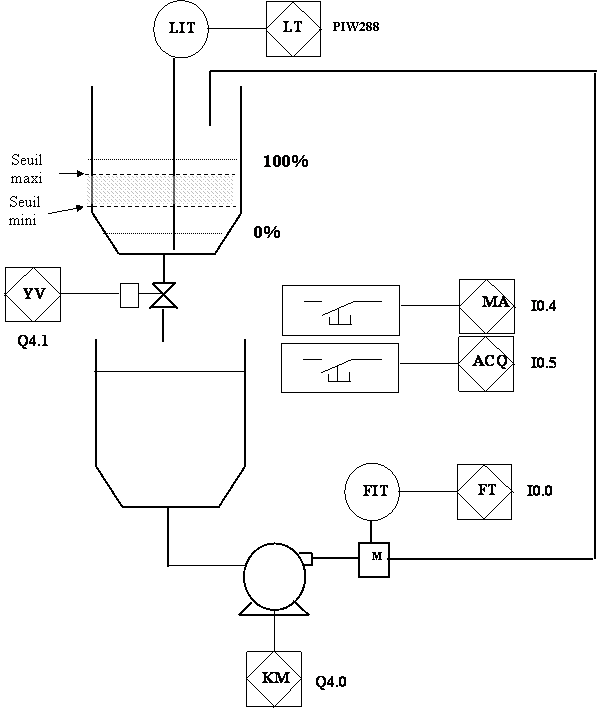 LIT
LT
PIW288
Seuil
maxi
100%
Seuil
mini
0%
YV
Q4.1
MA
I0.4
ACQ
I0.5
FIT
FT
I0.0
M
KM
Q4.0